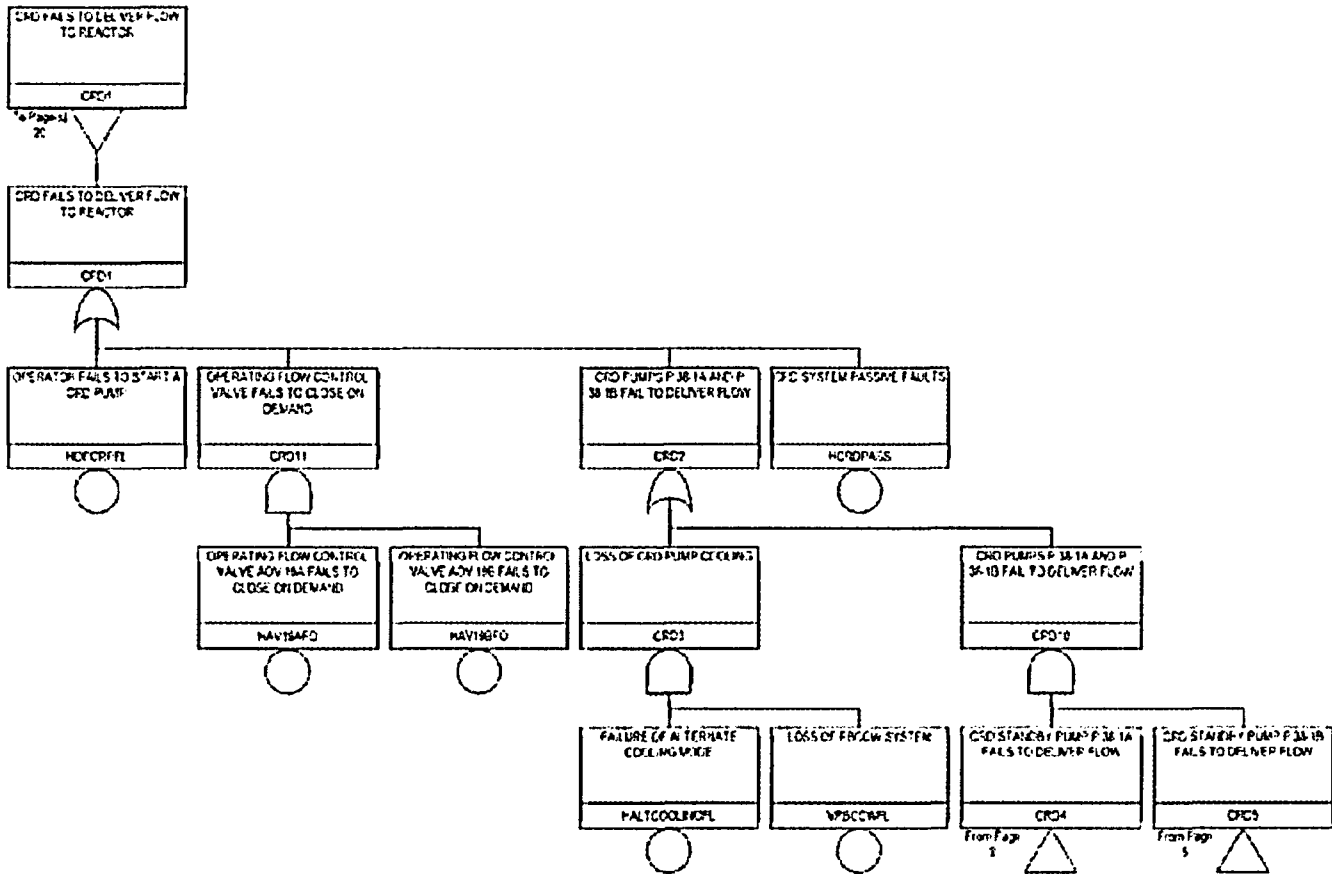 CRD FAILS TO DELIVER FLOW
TO REACTOR
CRD1
To Page(s)
20
CRD FAILS TO DELIVER FLOW
TO REACTOR
CRD1
OPERATOR FAILS TO START A
CRD PUMP
OPERATING FLOW CONTROL
VALVE FAILS TO CLOSE ON
DEMAND
CRD11
CRD PUMPS P 38-1A AND P
38-1B FAIL TO DELIVER FLOW
CRD2
CRD SYSTEM PASSIVE FAULTS
HCRDPASS
OPERATING FLOW CONTROL
VALVE AOV 19A FAILS TO
CLOSE ON DEMAND
HAV19AFO
OPERATING FLOW CONTROL
VALVE AOV 19B FAILS TO
CLOSE ON DEMAND
HAV19BFO
LOSS OF CRD PUMP COOLING
CRD3
CRD PUMPS P 38-1A AND P
38-1B FAIL TO DELIVER FLOW
CRD10
FAILURE OF ALTERNATE
COOLING MODE
LOSS OF RBCCW SYSTEM
CRD STANDBY PUMP P 38-1A
FAILS TO DELIVER FLOW
CRD4
From Page
CRD STANDBY PUMP P 38-1B
FAILS TO DELIVER FLOW
CRD5
From Page
5